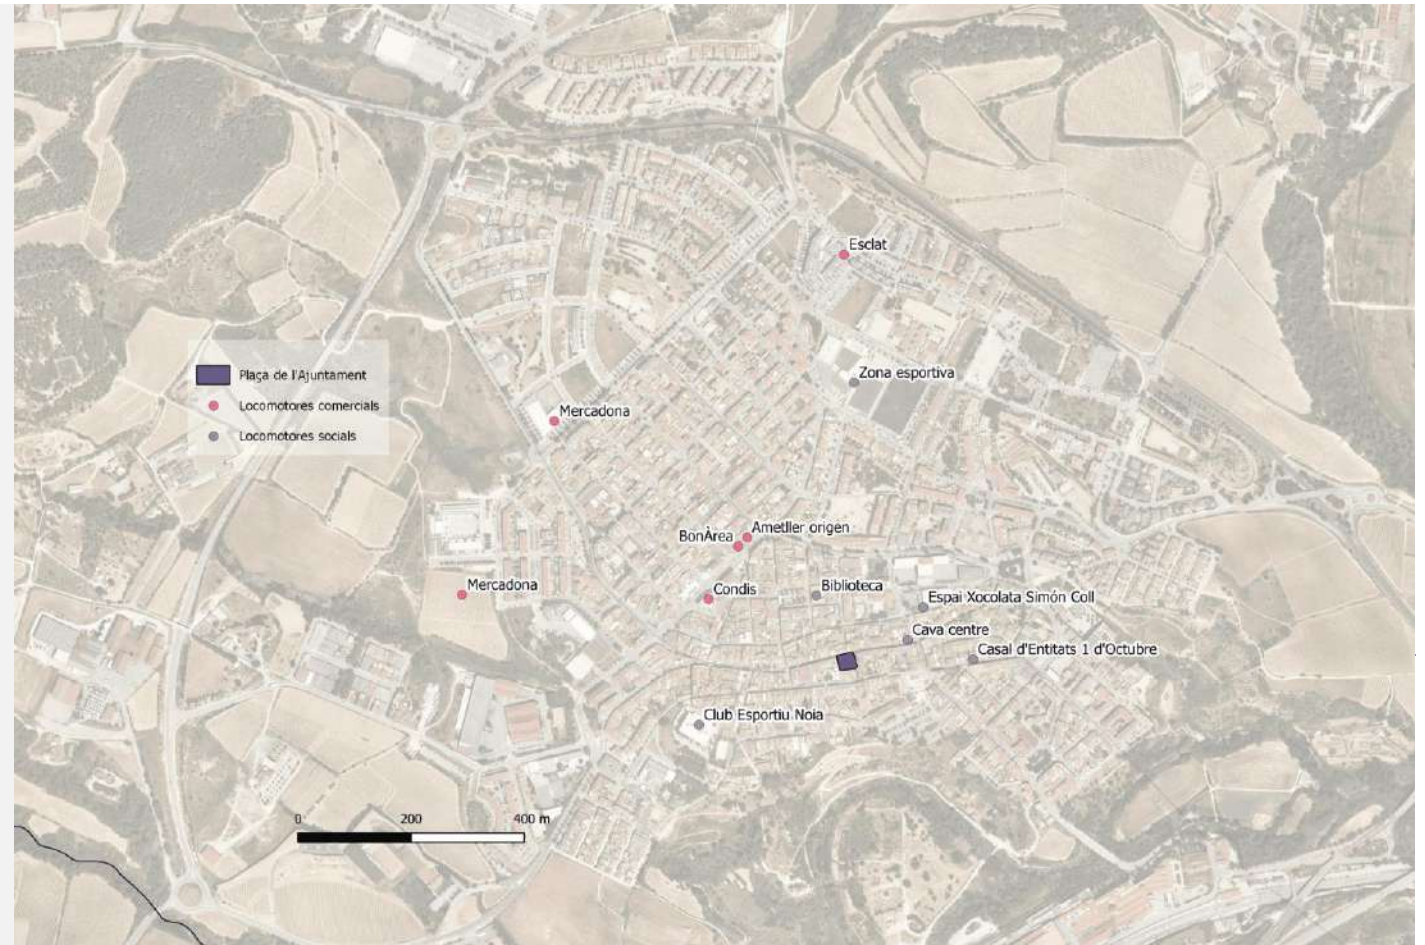 Esclat
Plaça de l'Ajuntament
Zona esportiva
Locomotores comercials
Mercadona
Locomotores socials
Ametller origen
BonÀrea
Mercadona
Condis
Biblioteca
Espai Xocolata Simón Coll
Cava centre
Casal d'Entitats 1 d'Octubre
Club Esportiu Noia
0 200 400 m